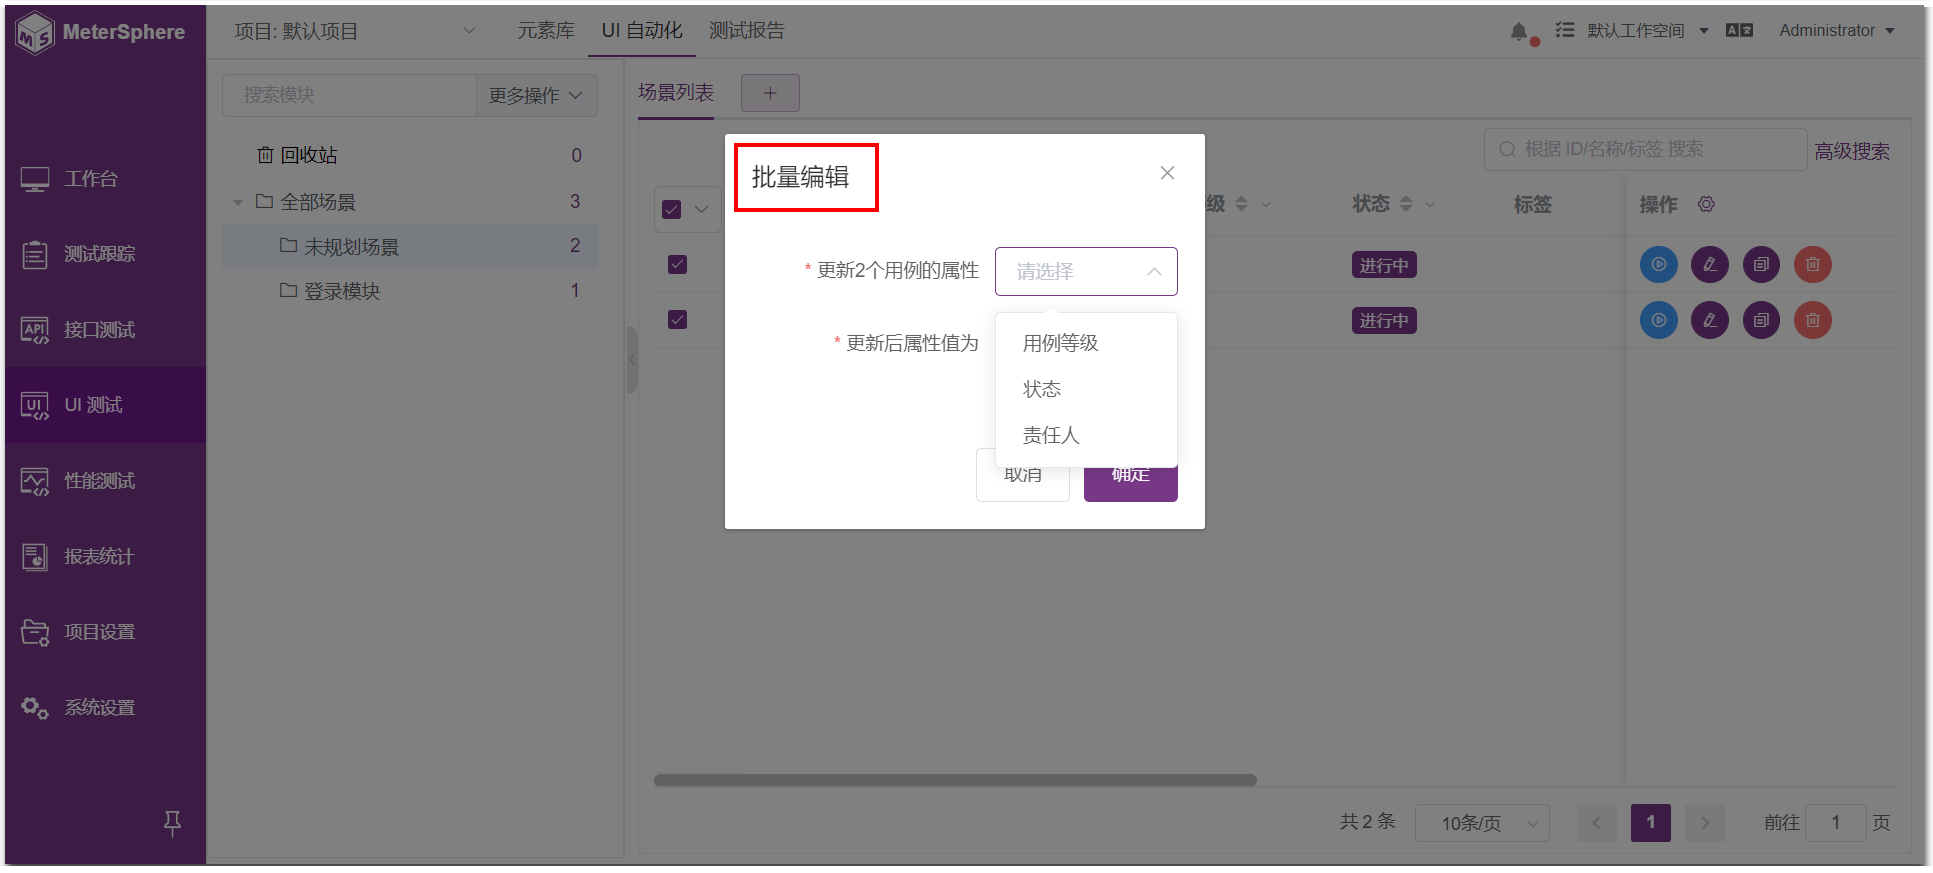 MeterSphere
项目: 默认项目
元素库
UI 自动化
测试报告
默认工作空间
Administrator
工作台
测试跟踪
接口测试
UI 测试
性能测试
报表统计
项目设置
系统设置
搜索模块
更多操作
回收站 0
全部场景 3
未规划场景 2
登录模块 1
场景列表
+
根据 ID/名称/标签 搜索
高级搜索
级
状态
标签
操作
进行中
进行中
批量编辑
* 更新2个用例的属性
请选择
* 更新后属性值为
用例等级
状态
责任人
取消
确定
共 2 条
10条/页
1
前往 1 页